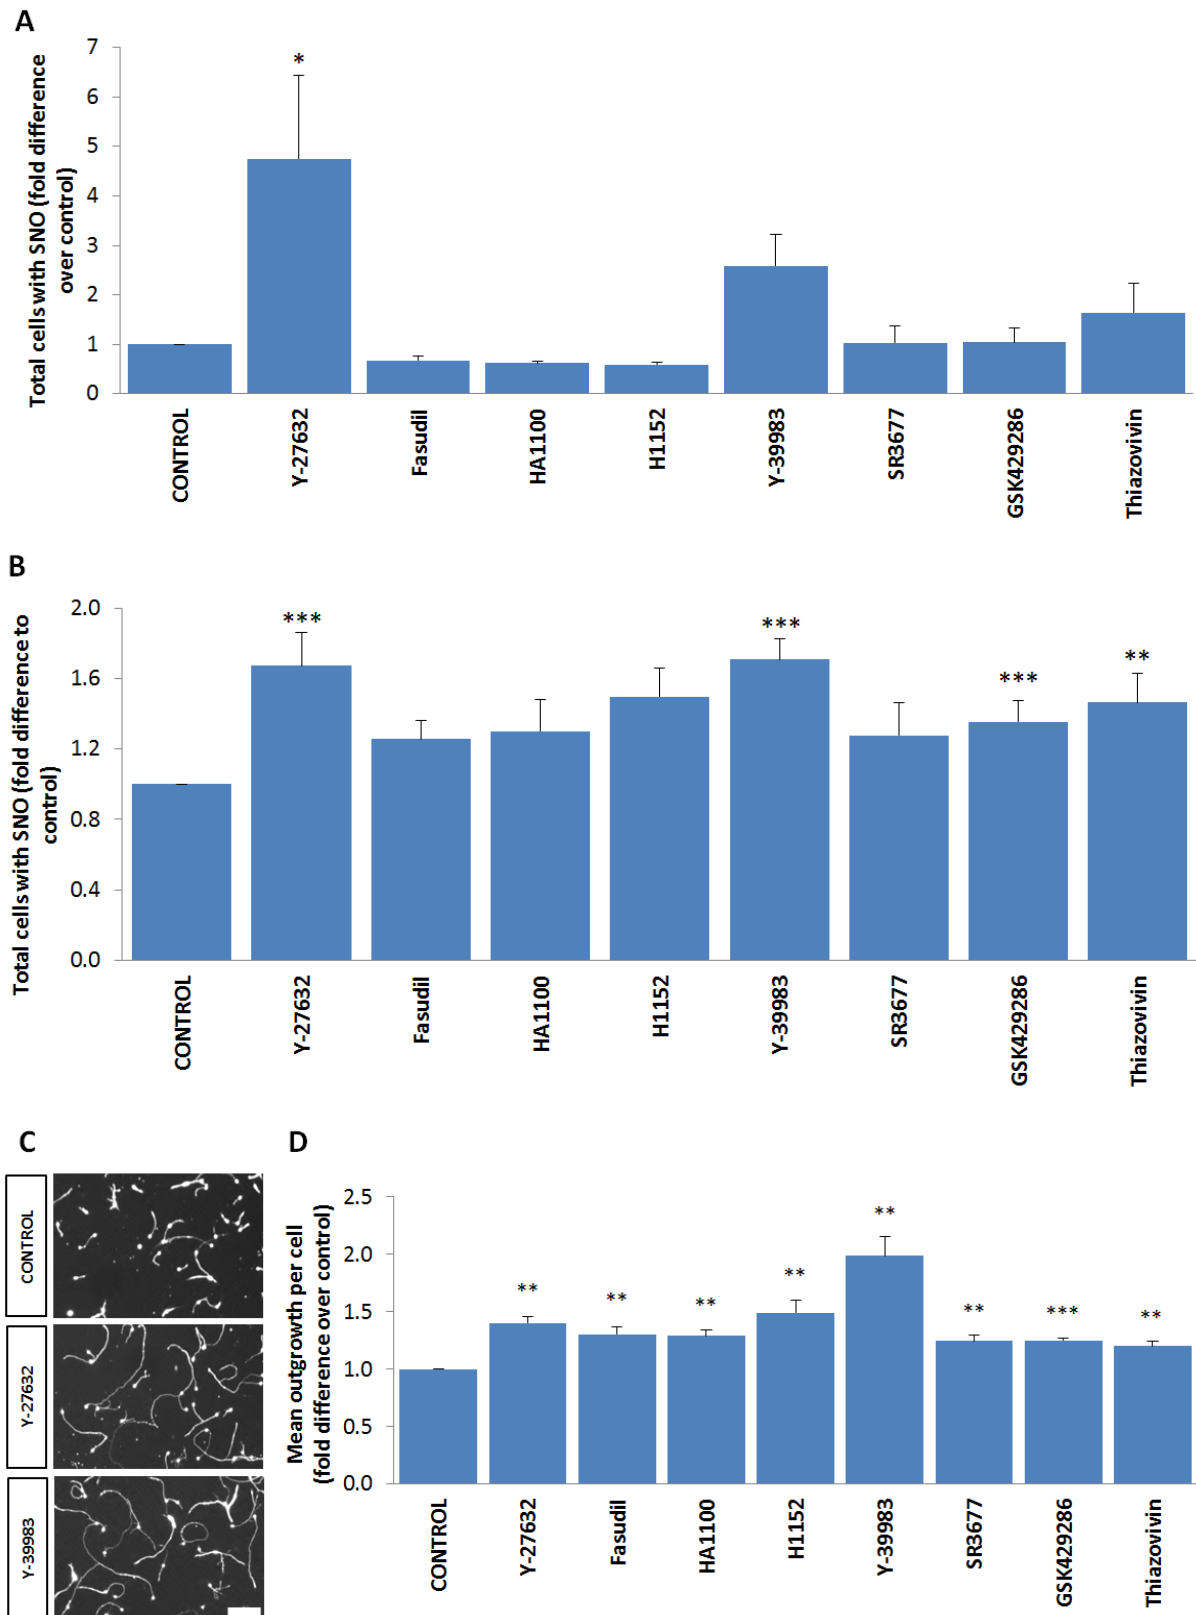 A
Total cells with SNO (fold difference
over control)
7
6
5
4
3
2
1
0
*
CONTROL
Y-27632
Fasudil
HA1100
H1152
Y-39983
SR3677
GSK429286
Thiazovivin
B
Total cells with SNO (fold difference to
control)
2.0
1.6
1.2
0.8
0.4
0.0
***
***
***
**
CONTROL
Y-27632
Fasudil
HA1100
H1152
Y-39983
SR3677
GSK429286
Thiazovivin
C
CONTROL
Y-27632
Y-39983
D
Mean outgrowth per cell
(fold difference over control)
2.5
2.0
1.5
1.0
0.5
0.0
**
**
**
**
**
**
***
**
CONTROL
Y-27632
Fasudil
HA1100
H1152
Y-39983
SR3677
GSK429286
Thiazovivin